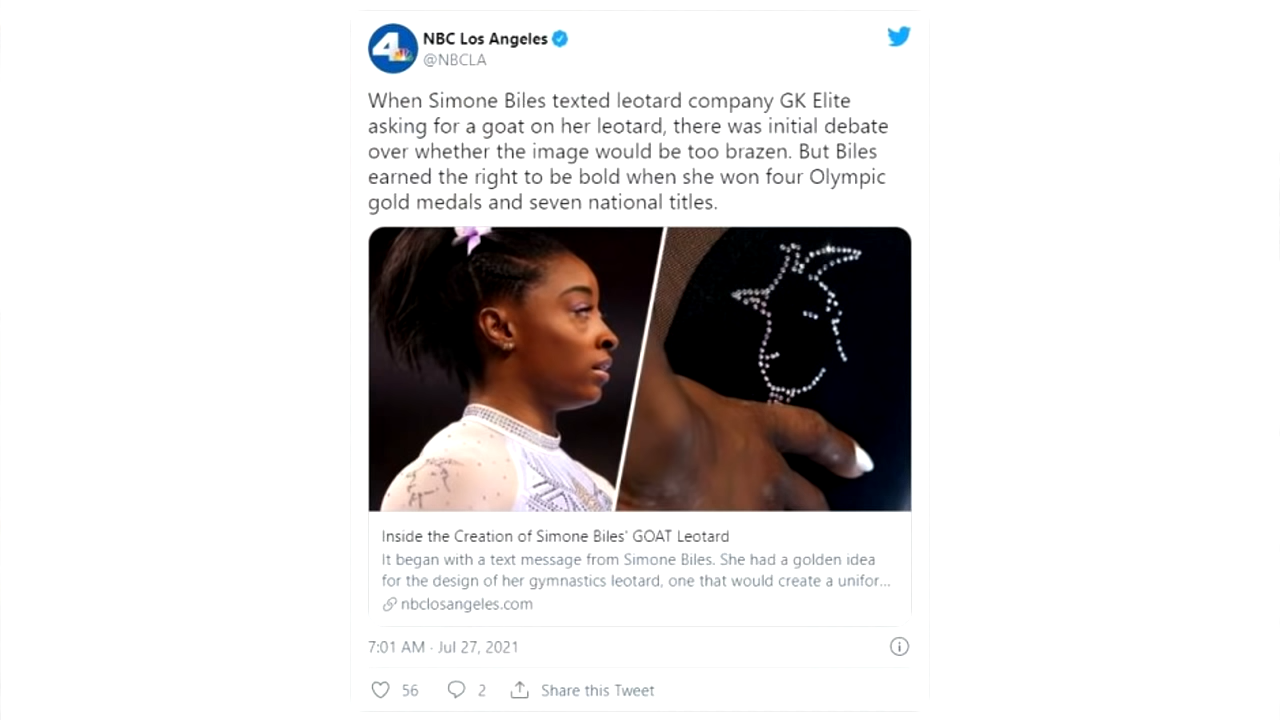 4
NBC Los Angeles
@NBCLA
When Simone Biles texted leotard company GK Elite
asking for a goat on her leotard, there was initial debate
over whether the image would be too brazen. But Biles
earned the right to be bold when she won four Olympic
gold medals and seven national titles.
Inside the Creation of Simone Biles' GOAT Leotard
It began with a text message from Simone Biles. She had a golden idea
for the design of her gymnastics leotard, one that would create a unifor...
nbclosangeles.com
7:01 AM · Jul 27, 2021
56 2 Share this Tweet